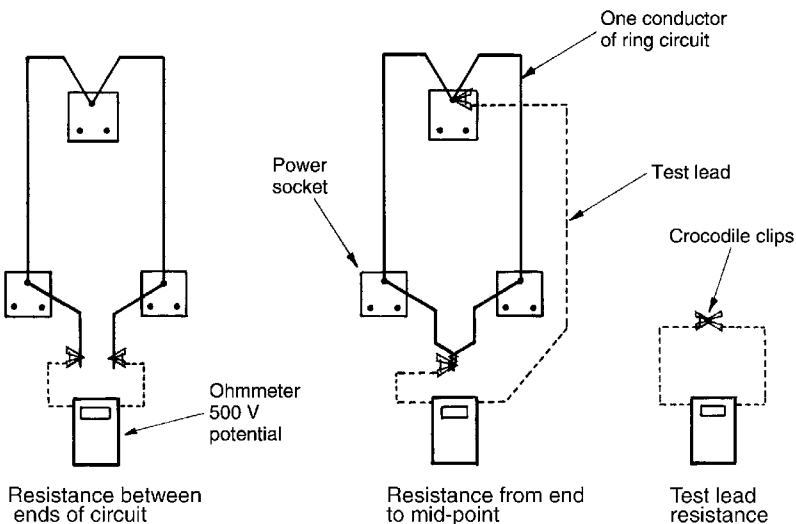 One conductor
of ring circuit
Power
socket
Test lead
Crocodile clips
Ohmmeter
500 V
potential
Resistance between
ends of circuit
Resistance from end
to mid-point
Test lead
resistance